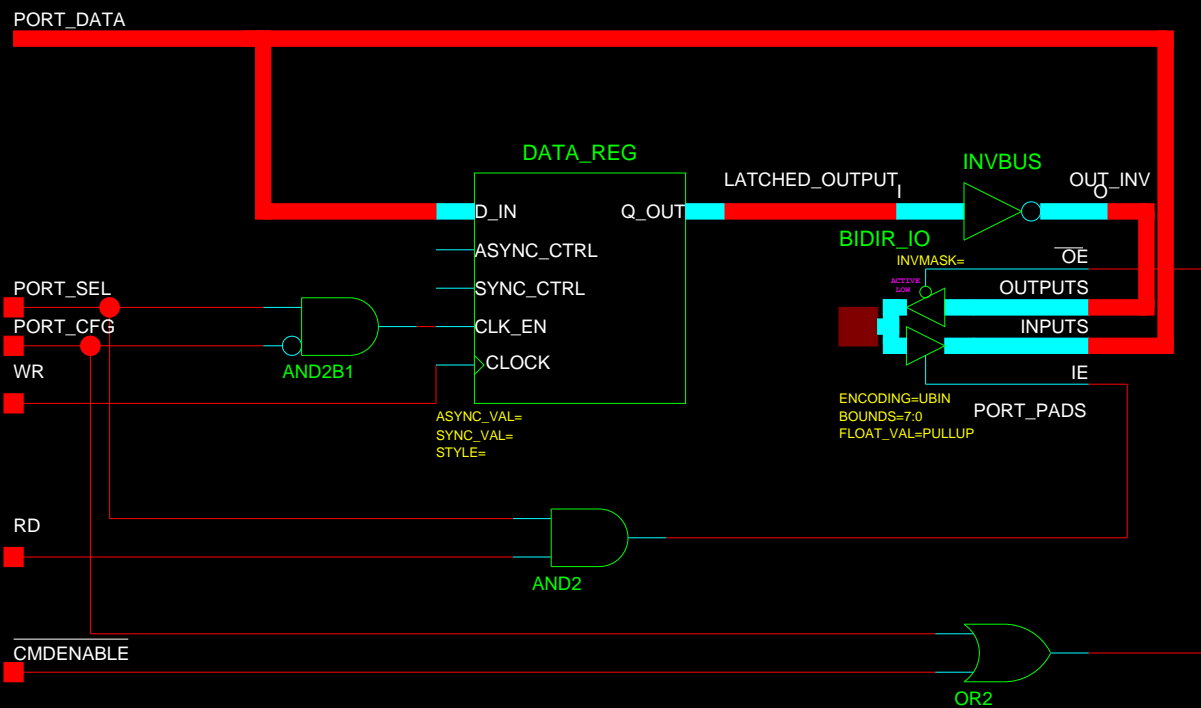 PORT_DATA
DATA_REG
INVBUS
LATCHED_OUTPUT
I
OUT_INV
O
D_IN
Q_OUT
BIDIR_IO
ASYNC_CTRL
INVMASK=
OE
ACTIVE
LOW
PORT_SEL
SYNC_CTRL
OUTPUTS
PORT_CFG
CLK_EN
INPUTS
WR
AND2B1
CLOCK
IE
ENCODING=UBIN
BOUNDS=7:0
FLOAT_VAL=PULLUP
PORT_PADS
ASYNC_VAL=
SYNC_VAL=
STYLE=
RD
AND2
CMDENABLE
OR2